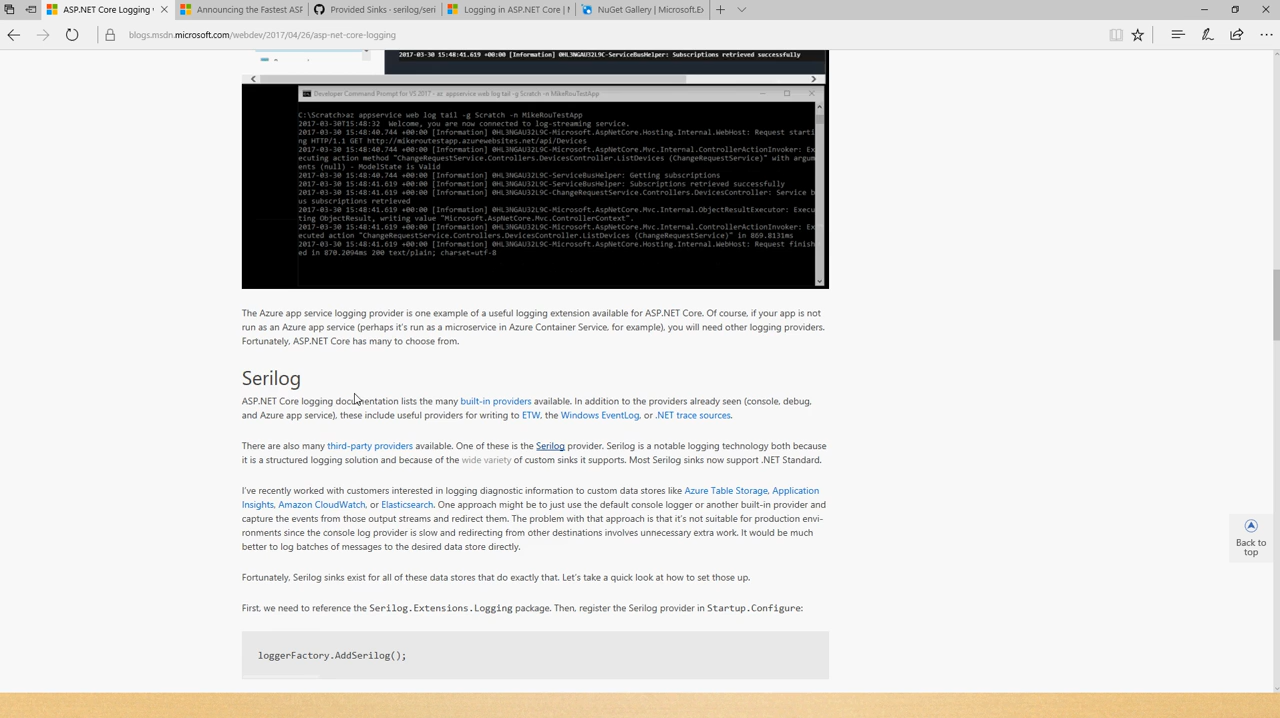 ASP.NET Core Logging
Announcing the Fastest ASP
Provided Sinks · serilog/seri
Logging in ASP.NET Core | M
NuGet Gallery | Microsoft.Ex
blogs.msdn.microsoft.com/webdev/2017/04/26/asp-net-core-logging
2017-03-30 15:48:41.619 +00:00 [Information] 0HL3NGAU32L9C-ServiceBusHelper: Subscriptions retrieved successfully
Developer Command Prompt for VS 2017 - az appservice web log tail -g Scratch -n MikeRouTestApp
C:\Scratch>az appservice web log tail -g Scratch -n MikeRouTestApp
2017-03-30T15:48:32 Welcome, you are now connected to log-streaming service.
2017-03-30 15:48:40.744 +00:00 [Information] 0HL3NGAU32L9C-Microsoft.AspNetCore.Hosting.Internal.WebHost: Request starti
ng HTTP/1.1 GET http://mikeroutestapp.azurewebsites.net/api/Devices
2017-03-30 15:48:40.744 +00:00 [Information] 0HL3NGAU32L9C-Microsoft.AspNetCore.Mvc.Internal.ControllerActionInvoker: Ex
ecuting action method "ChangeRequestService.Controllers.DevicesController.ListDevices (ChangeRequestService)" with argum
ents (null) - ModelState is Valid
2017-03-30 15:48:40.744 +00:00 [Information] 0HL3NGAU32L9C-ServiceBusHelper: Getting subscriptions
2017-03-30 15:48:41.619 +00:00 [Information] 0HL3NGAU32L9C-ServiceBusHelper: Subscriptions retrieved successfully
2017-03-30 15:48:41.619 +00:00 [Information] 0HL3NGAU32L9C-ChangeRequestService.Controllers.DevicesController: Service b
us subscriptions retrieved
2017-03-30 15:48:41.619 +00:00 [Information] 0HL3NGAU32L9C-Microsoft.AspNetCore.Mvc.Internal.ObjectResultExecutor: Execu
ting ObjectResult, writing value "Microsoft.AspNetCore.Mvc.ControllerContext".
2017-03-30 15:48:41.619 +00:00 [Information] 0HL3NGAU32L9C-Microsoft.AspNetCore.Mvc.Internal.ControllerActionInvoker: Ex
ecuted action "ChangeRequestService.Controllers.DevicesController.ListDevices (ChangeRequestService)" in 869.8131ms
2017-03-30 15:48:41.619 +00:00 [Information] 0HL3NGAU32L9C-Microsoft.AspNetCore.Hosting.Internal.WebHost: Request finish
ed in 870.2094ms 200 text/plain; charset=utf-8
The Azure app service logging provider is one example of a useful logging extension available for ASP.NET Core. Of course, if your app is not
run as an Azure app service (perhaps it's run as a microservice in Azure Container Service, for example), you will need other logging providers.
Fortunately, ASP.NET Core has many to choose from.
Serilog
ASP.NET Core logging documentation lists the many built-in providers available. In addition to the providers already seen (console, debug,
and Azure app service), these include useful providers for writing to ETW, the Windows EventLog, or .NET trace sources.
There are also many third-party providers available. One of these is the Serilog provider. Serilog is a notable logging technology both because
it is a structured logging solution and because of the wide variety of custom sinks it supports. Most Serilog sinks now support .NET Standard.
I've recently worked with customers interested in logging diagnostic information to custom data stores like Azure Table Storage, Application
Insights, Amazon CloudWatch, or Elasticsearch. One approach might be to just use the default console logger or another built-in provider and
capture the events from those output streams and redirect them. The problem with that approach is that it's not suitable for production envi-
ronments since the console log provider is slow and redirecting from other destinations involves unnecessary extra work. It would be much
better to log batches of messages to the desired data store directly.
Fortunately, Serilog sinks exist for all of these data stores that do exactly that. Let's take a quick look at how to set those up.
First, we need to reference the Serilog.Extensions.Logging package. Then, register the Serilog provider in Startup.Configure:
loggerFactory.AddSerilog();
Back to
top